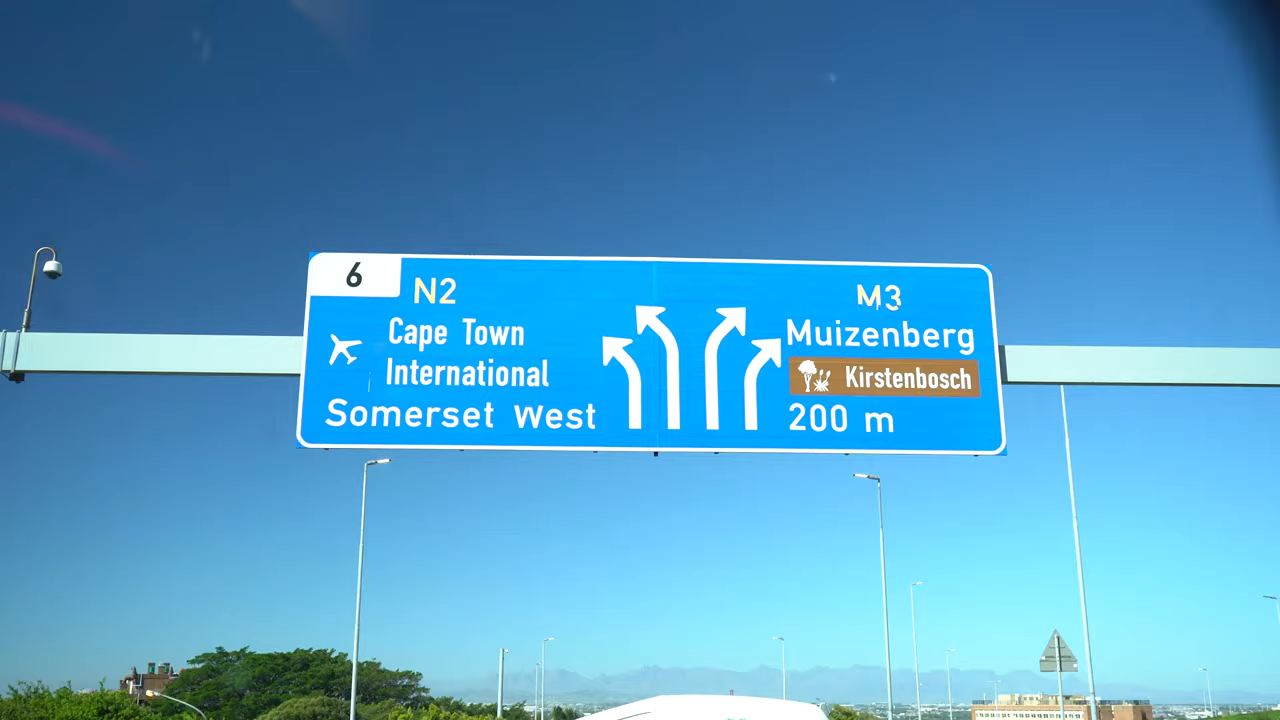 6
N2
Cape Town
International
Somerset West
M3
Muizenberg
Kirstenbosch
200 m